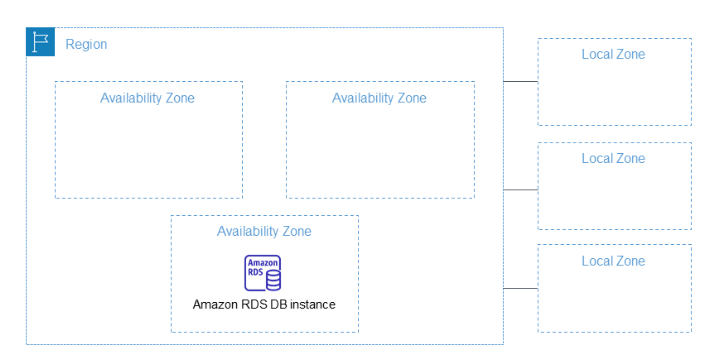 Region
Local Zone
Availability Zone
Availability Zone
Local Zone
Availability Zone
Local Zone
Amazon
RDS
Amazon RDS DB instance